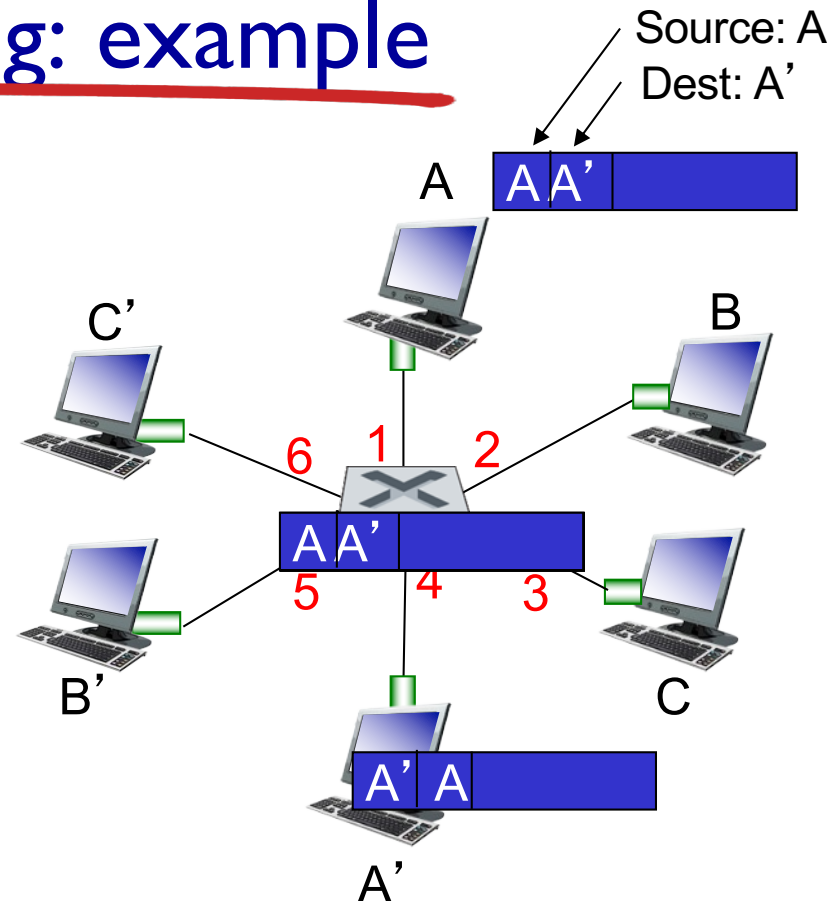 g: example
Source: A
Dest: A’
A
A A’
C’
B
6
1
2
A A’
5
4
3
B’
C
A’ A
A’